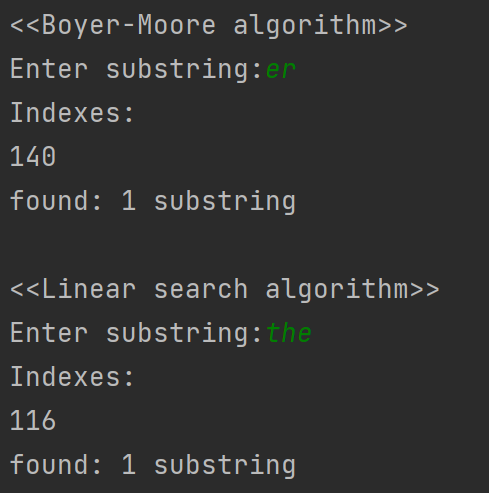 <<Boyer-Moore algorithm>>
Enter substring:er
Indexes:
140
found: 1 substring
<<Linear search algorithm>>
Enter substring:the
Indexes:
116
found: 1 substring